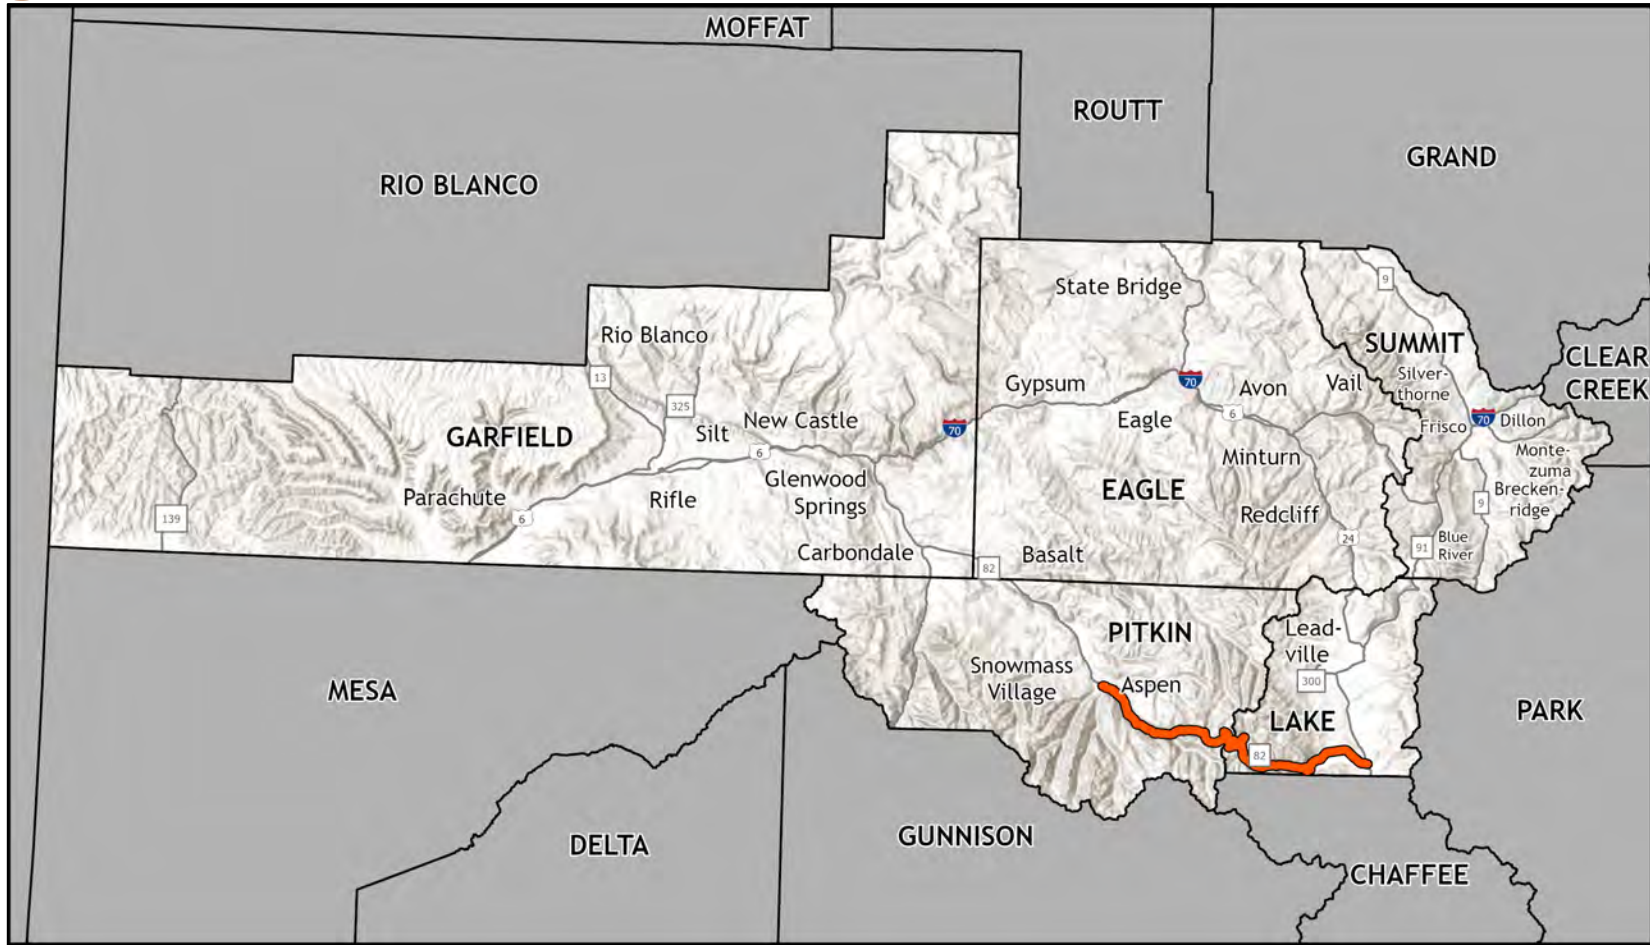 MOFFAT
ROUTT
GRAND
RIO BLANCO
State Bridge
9
Rio Blanco
SUMMIT
CLEAR
CREEK
13
325
Gypsum
70
Avon
Vail
Silver-
thorne
New Castle
Silt
GARFIELD
6
70
Eagle
6
Frisco
70
Dillon
Minturn
Monte-
zuma
Glenwood
Springs
Parachute
6
Rifle
EAGLE
Brecken-
ridge
9
139
Redcliff
24
91
Blue
River
Carbondale
82
Basalt
PITKIN
Lead-
ville
300
Snowmass
Village
Aspen
MESA
LAKE
82
PARK
DELTA
GUNNISON
CHAFFEE